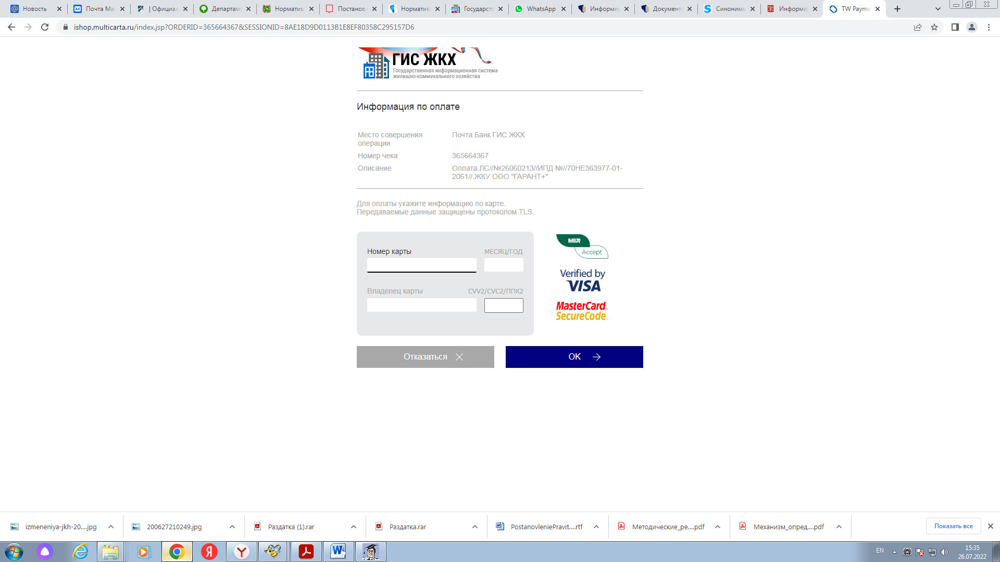 Новость
Почта Mai
| Официал
Департам
Норматив
Постанов
Норматив
Государств
WhatsApp
Информир
Документ
Синонимы
Информир
TW Payme
ishop.multicarta.ru/index.jsp?ORDERID=365664367&SESSIONID=8AE18D9D0113B1E8EF80358C295157D6
ГИС ЖКХ
Государственная информационная система
жилищно-коммунального хозяйства
Информация по оплате
Место совершения
операции
Почта Банк ГИС ЖКХ
Номер чека
365664367
Описание
Оплата ЛС//№26060213//ИПД №//70НЕ363977-01-
2061//.ЖКУ ООО "ГАРАНТ+"
Для оплаты укажите информацию по карте.
Передаваемые данные защищены протоколом TLS.
Номер карты
МЕСЯЦ/ГОД
Владелец карты
CVV2/CVC2/ППК2
MIR
Accept
Verified by
VISA
MasterCard
SecureCode
Отказаться
OK
izmeneniya-jkh-20....jpg
200627210249.jpg
Раздатка (1).rar
Раздатка.rar
PostanovleniePravit....rtf
Методические_ре....pdf
Механизм_опред....pdf
Показать все
EN
15:35
26.07.2022